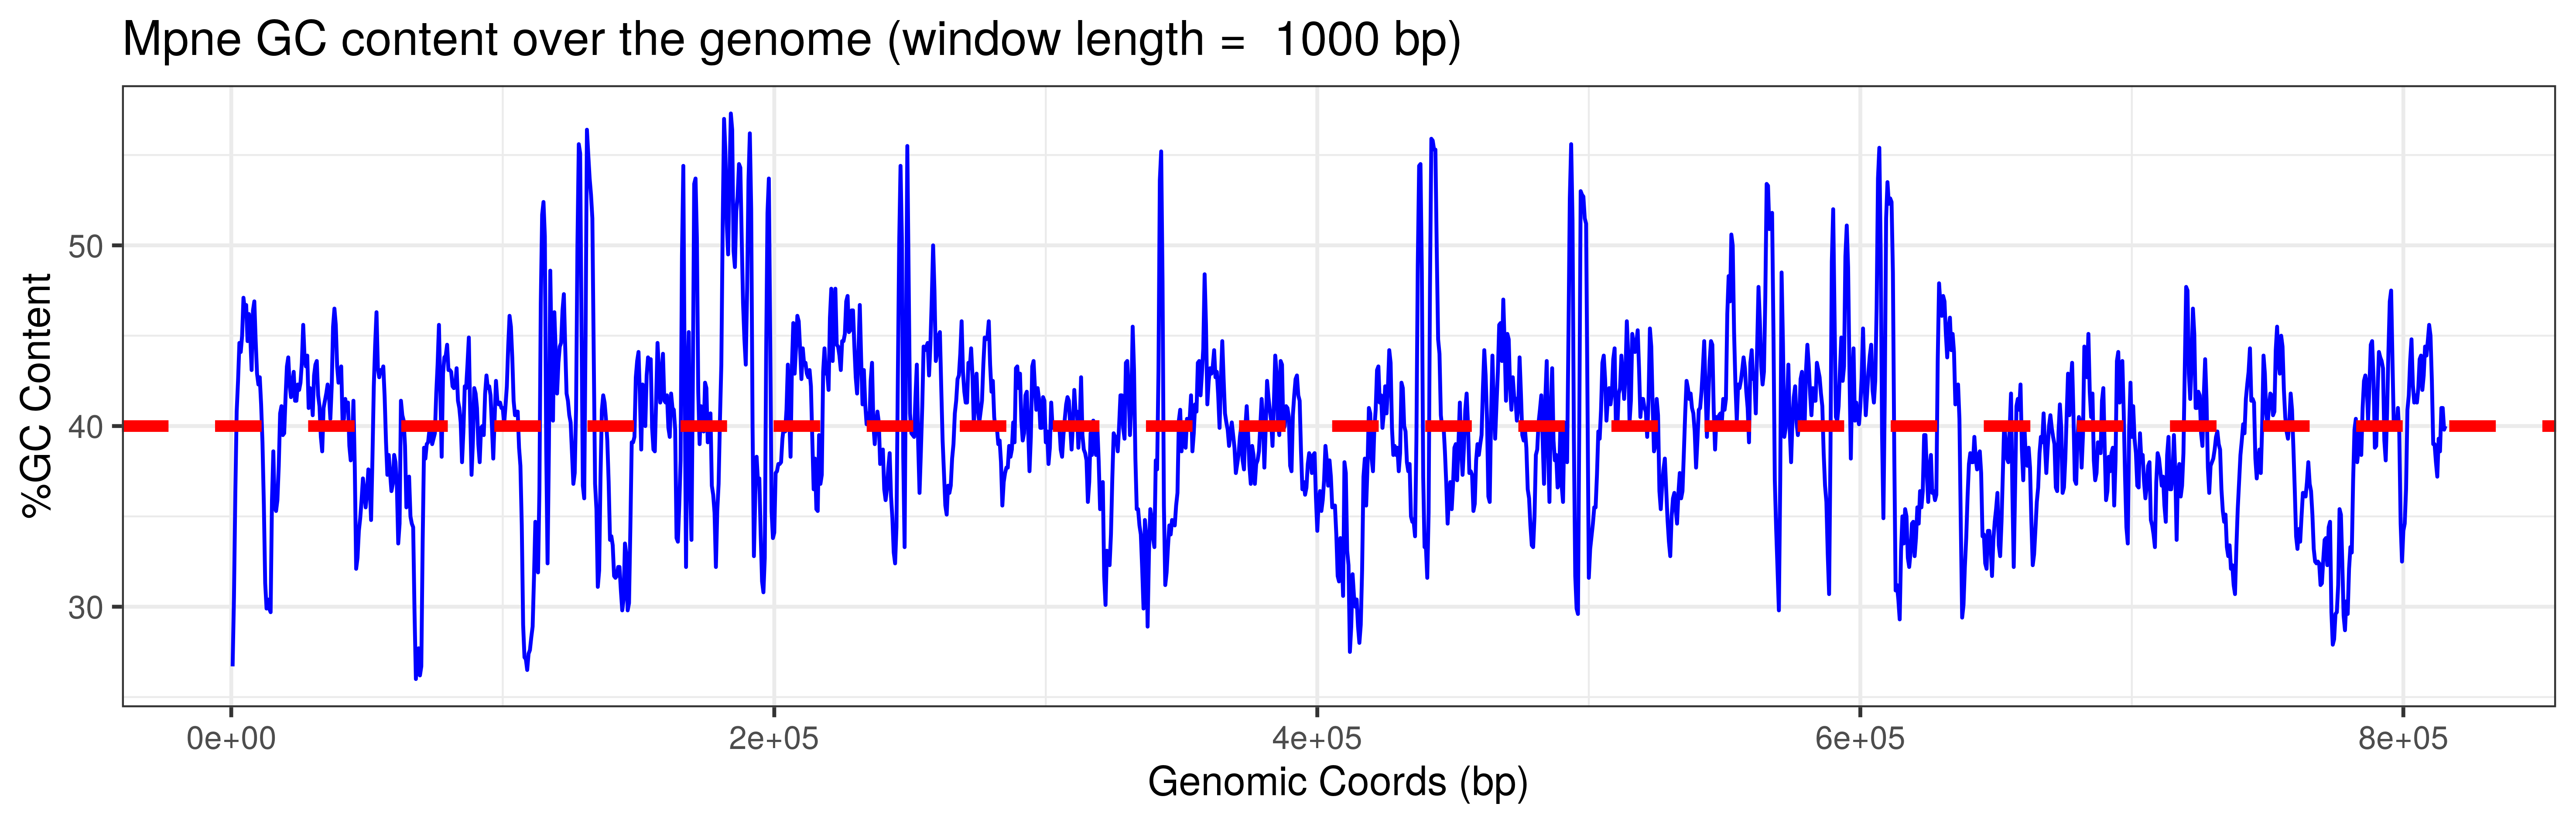 Mpne GC content over the genome (window length =  1000 bp)
%GC Content
50
40
30
0e+00
2e+05
4e+05
6e+05
8e+05
Genomic Coords (bp)